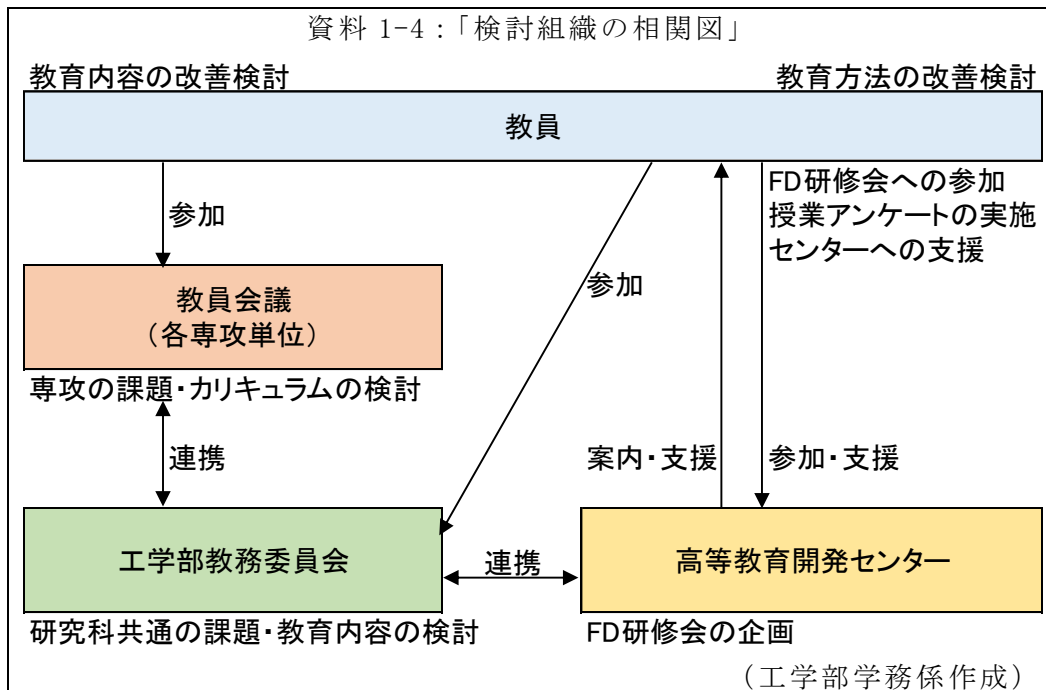 資料 1-4:「検討組織の相関図」
教育内容の改善検討
教育方法の改善検討
教員
参加
FD研修会への参加
授業アンケートの実施
センターへの支援
教員会議
(各専攻単位)
参加
専攻の課題・カリキュラムの検討
連携
案内・支援
参加・支援
工学部教務委員会
連携
高等教育開発センター
研究科共通の課題・教育内容の検討
FD研修会の企画
(工学部学務係作成)